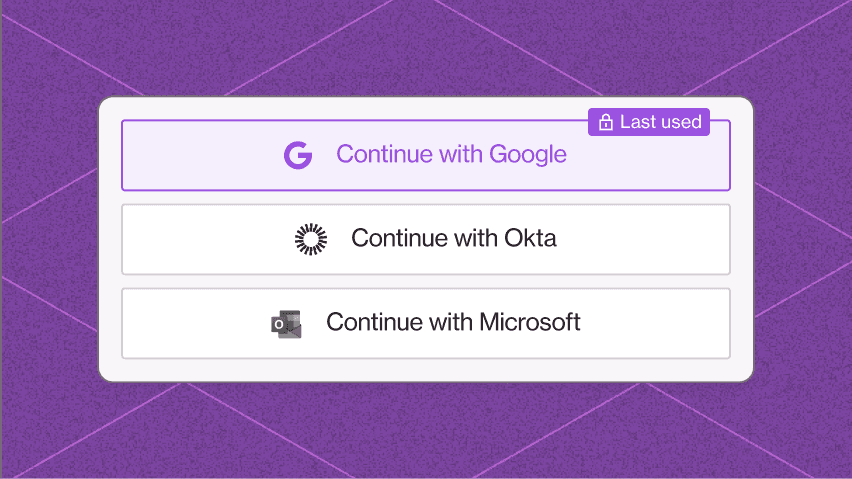 Last used
Continue with Google
Continue with Okta
Continue with Microsoft